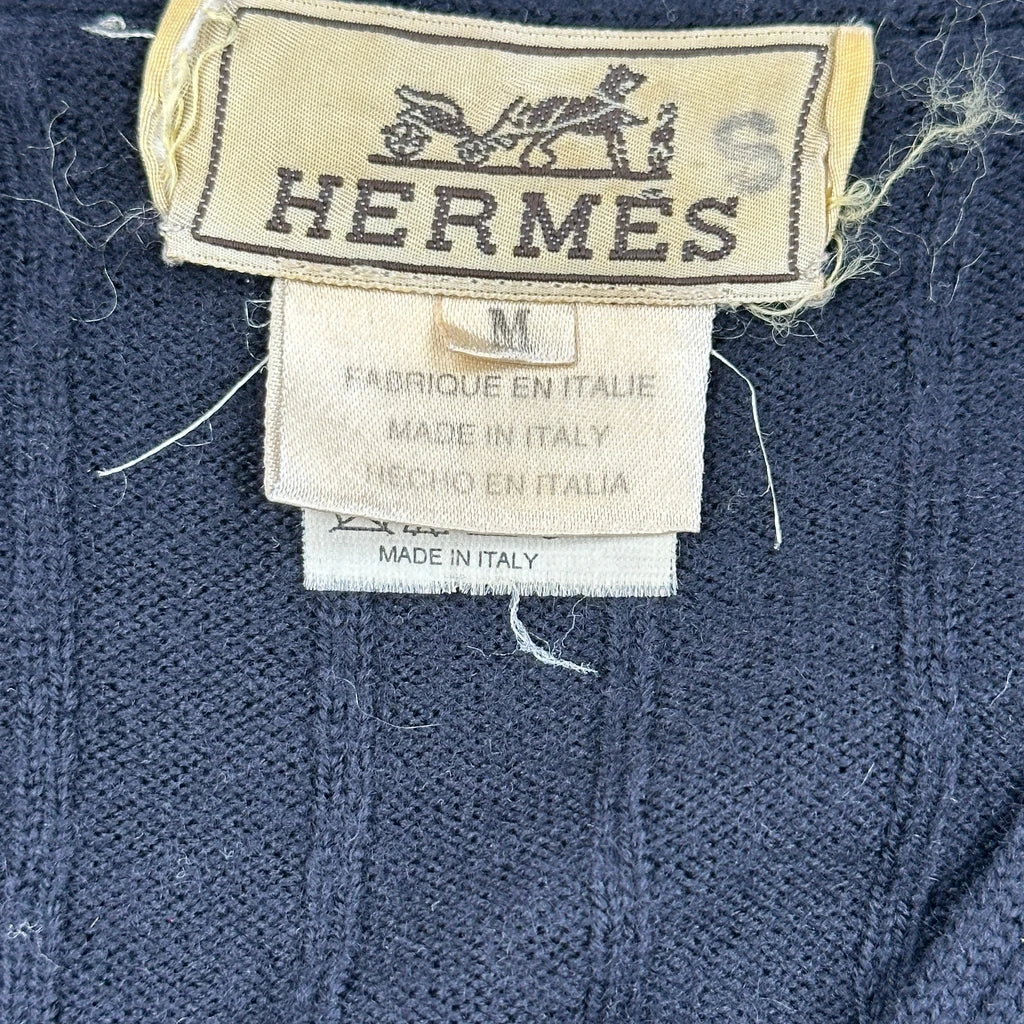 S
HERMÈS
M
FABRIQUE EN ITALIE
MADE IN ITALY
HECHO EN ITALIA
MADE IN ITALY